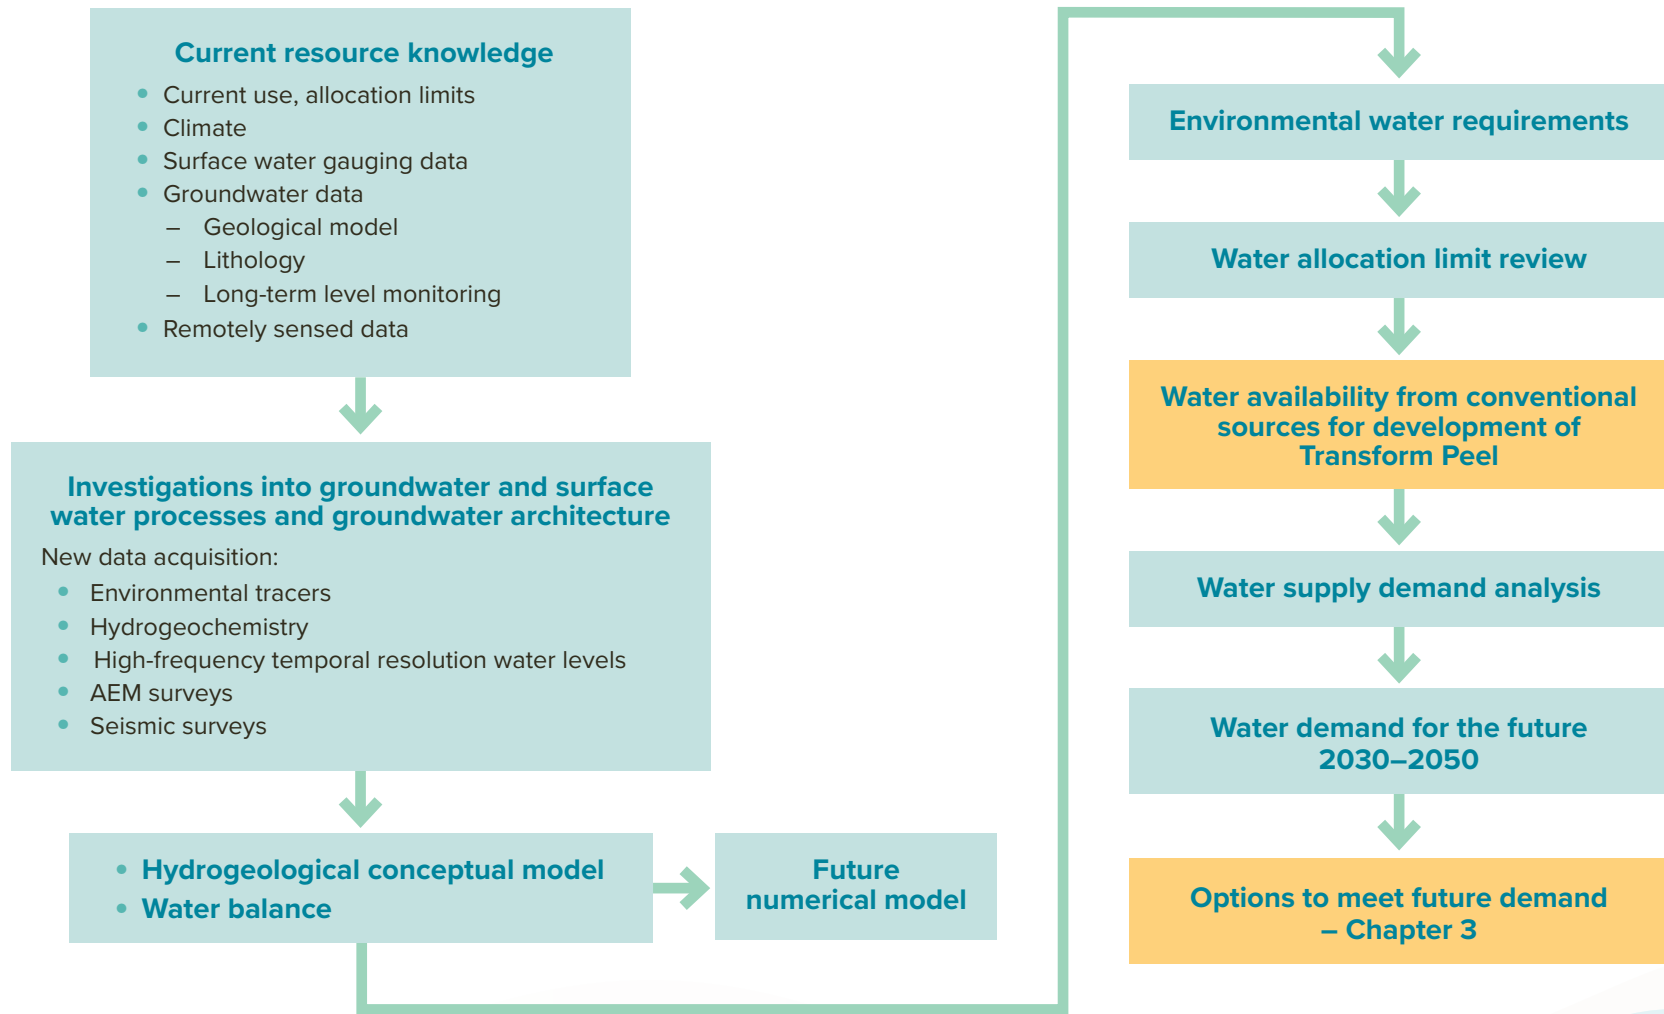 Current resource knowledge
• Current use, allocation limits
• Climate
• Surface water gauging data
• Groundwater data
– Geological model
– Lithology
– Long-term level monitoring
• Remotely sensed data
Investigations into groundwater and surface
water processes and groundwater architecture
New data acquisition:
• Environmental tracers
• Hydrogeochemistry
• High-frequency temporal resolution water levels
• AEM surveys
• Seismic surveys
• Hydrogeological conceptual model
• Water balance
Future
numerical model
Environmental water requirements
Water allocation limit review
Water availability from conventional
sources for development of
Transform Peel
Water supply demand analysis
Water demand for the future
2030–2050
Options to meet future demand
– Chapter 3